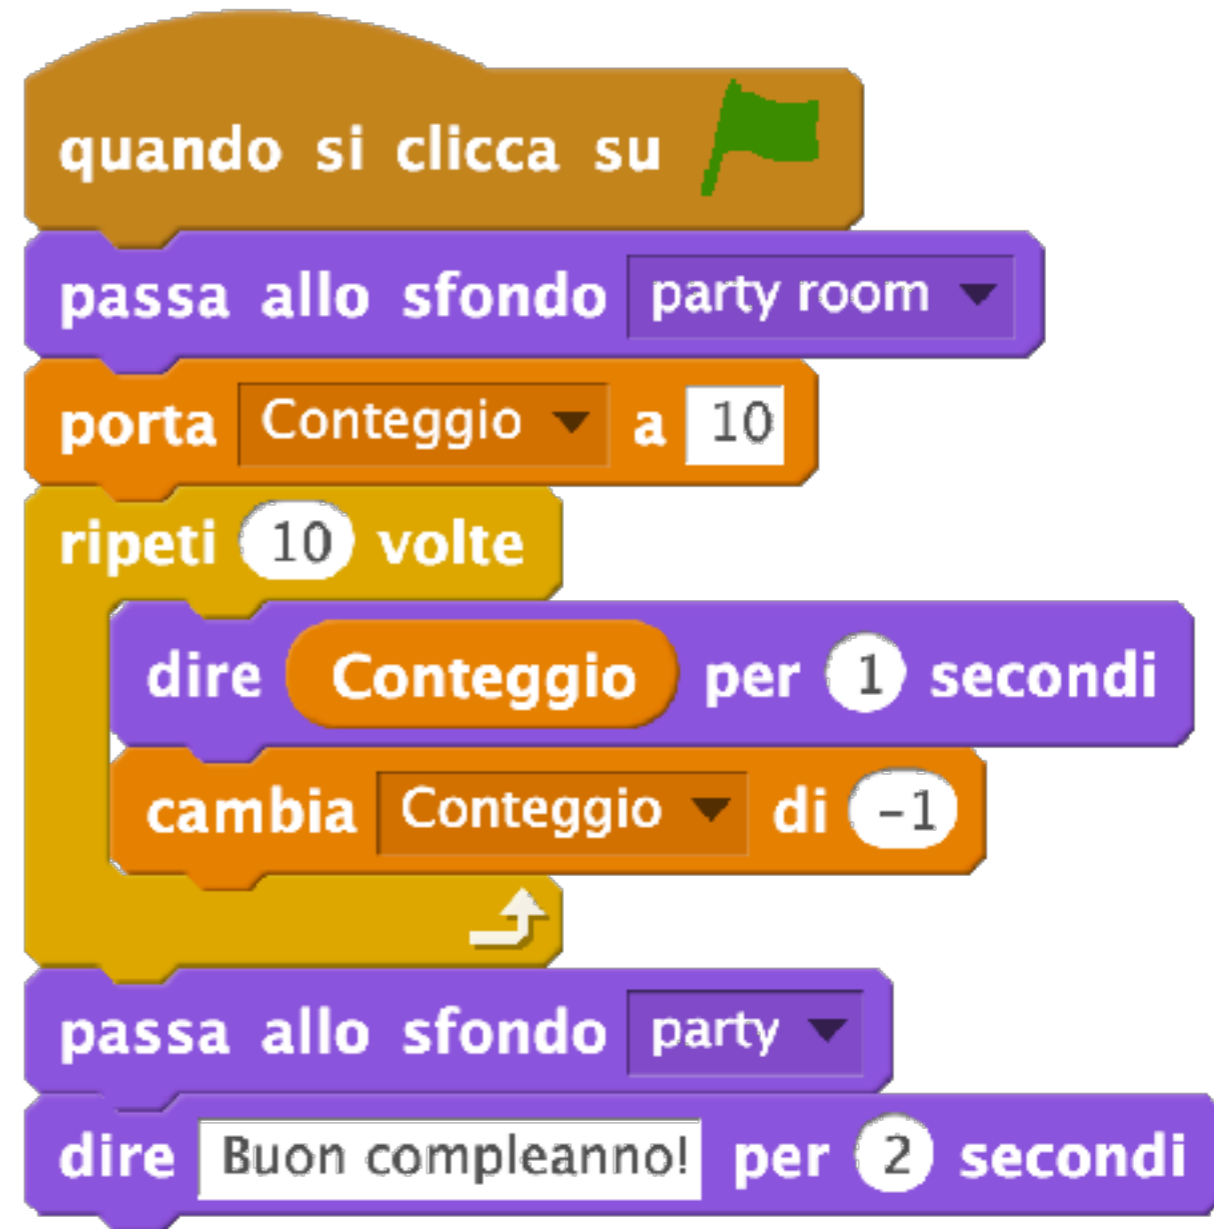 quando si clicca su
passa allo sfondo party room
porta Conteggio a 10
ripeti 10 volte
dire Conteggio per 1 secondi
cambia Conteggio di -1
passa allo sfondo party
dire Buon compleanno! per 2 secondi